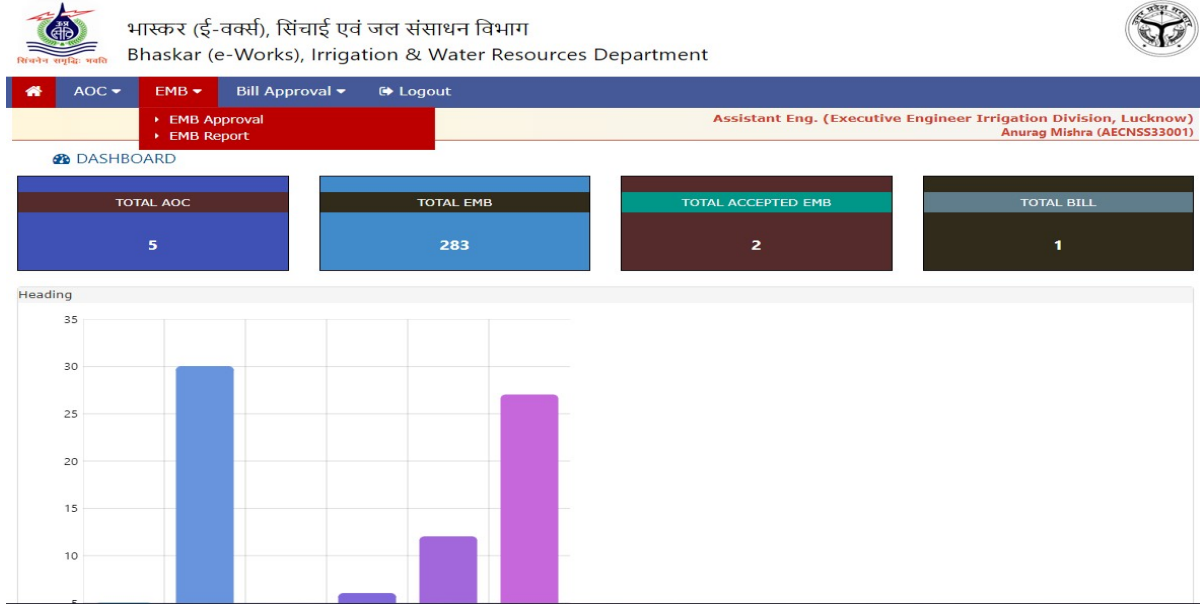 भास्कर (ई-वर्क्स), सिंचाई एवं जल संसाधन विभाग
Bhaskar (e-Works), Irrigation & Water Resources Department
सिंचनेन समृद्धिः भवति
AOC EMB Bill Approval Logout
EMB Approval
EMB Report
Assistant Eng. (Executive Engineer Irrigation Division, Lucknow)
Anurag Mishra (AECNSS33001)
DASHBOARD
TOTAL AOC TOTAL EMB TOTAL ACCEPTED EMB TOTAL BILL
5 283 2 1
Heading
35
30
25
20
15
10
5